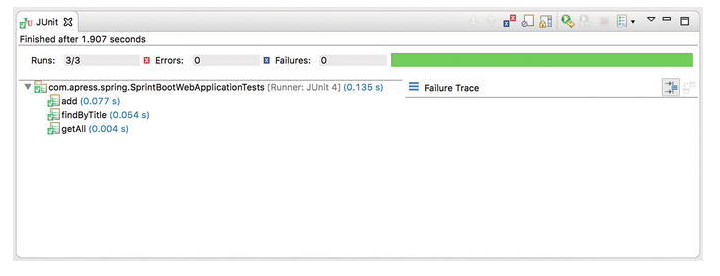 JUnit
Finished after 1.907 seconds
Runs: 3/3 Errors: 0 Failures: 0
com.apress.spring.SprintBootWebApplicationTests [Runner: JUnit 4] (0.135 s)
Failure Trace
add (0.077 s)
findByTitle (0.054 s)
getAll (0.004 s)